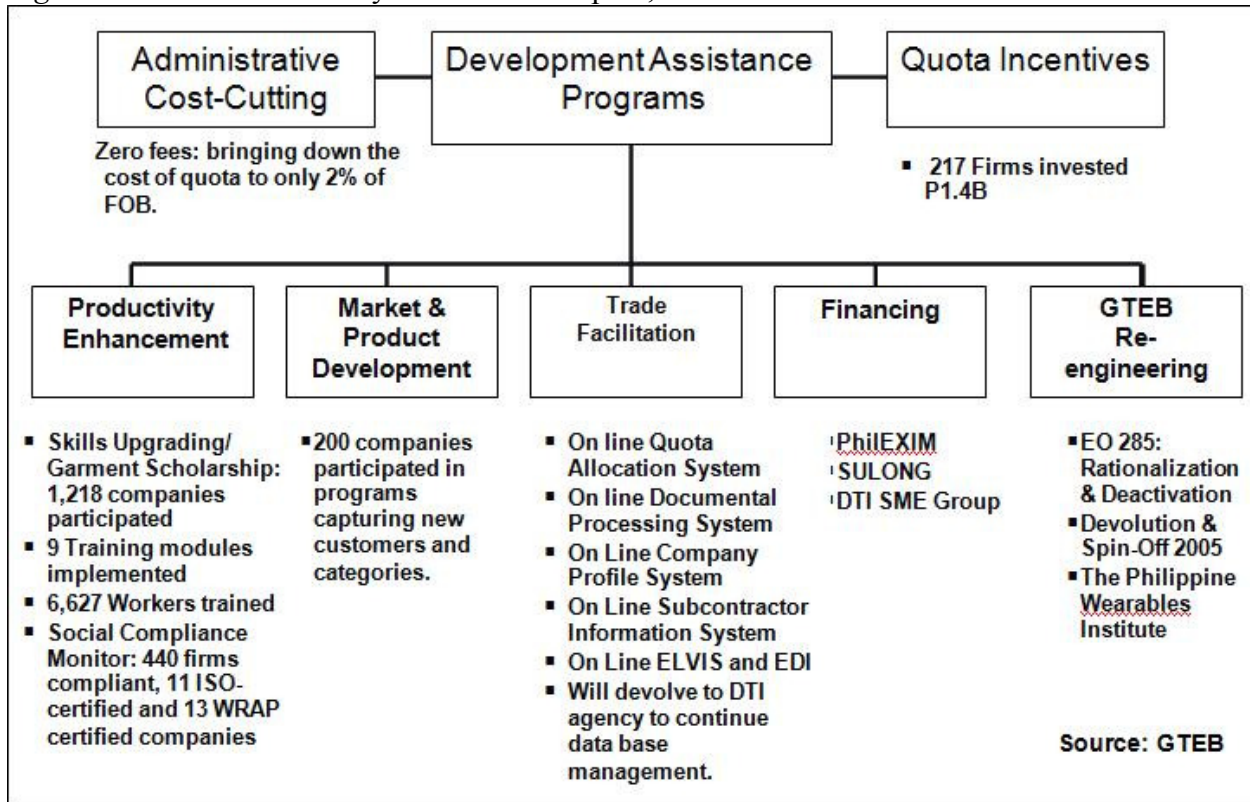 Administrative
Cost-Cutting
Development Assistance
Programs
Quota Incentives
Zero fees: bringing down the
cost of quota to only 2% of
FOB.
▪ 217 Firms invested
P1.4B
Productivity
Enhancement
Market &
Product
Development
Trade
Facilitation
Financing
GTEB
Re-
engineering
▪ Skills Upgrading/
Garment Scholarship:
1,218 companies
participated
▪ 9 Training modules
implemented
▪ 6,627 Workers trained
▪ Social Compliance
Monitor: 440 firms
compliant, 11 ISO-
certified and 13 WRAP
certified companies
▪ 200 companies
participated in
programs
capturing new
customers and
categories.
▪ On line Quota
Allocation System
▪ On line Documental
Processing System
▪ On Line Company
Profile System
▪ On Line Subcontractor
Information System
▪ On Line ELVIS and EDI
▪ Will devolve to DTI
agency to continue
data base
management.
PhilEXIM
SULONG
DTI SME Group
▪ EO 285:
Rationalization
& Deactivation
▪ Devolution &
Spin-Off 2005
▪ The Philippine
Wearables
Institute
Source: GTEB